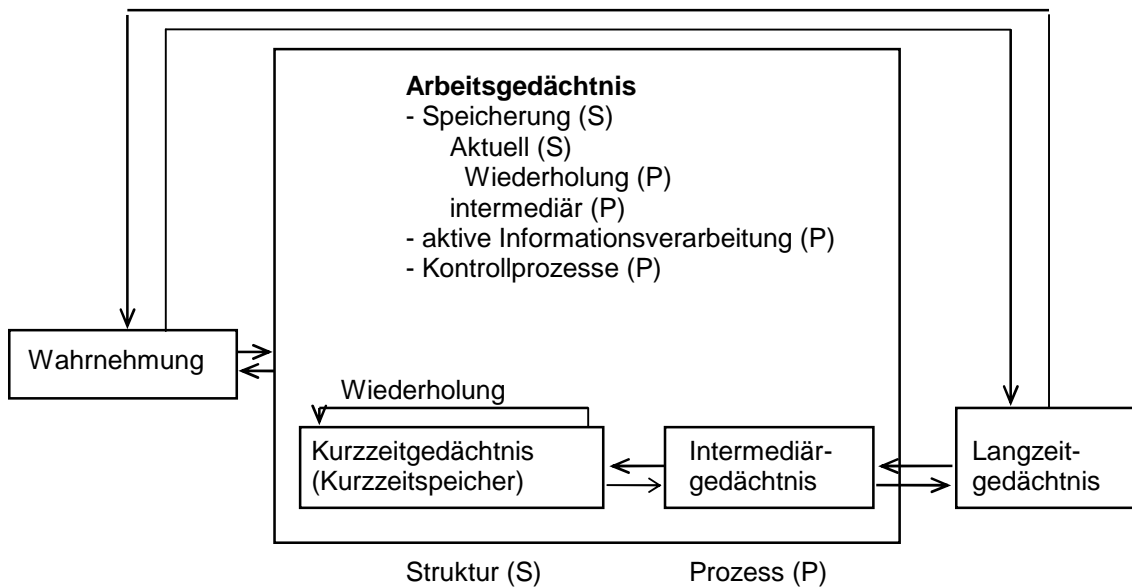 Arbeitsgedächtnis
- Speicherung (S)
Aktuell (S)
Wiederholung (P)
intermediär (P)
- aktive Informationsverarbeitung (P)
- Kontrollprozesse (P)
Wahrnehmung
Wiederholung
Kurzzeitgedächtnis
(Kurzzeitspeicher)
Intermediär-
gedächtnis
Langzeit-
gedächtnis
Struktur (S)
Prozess (P)